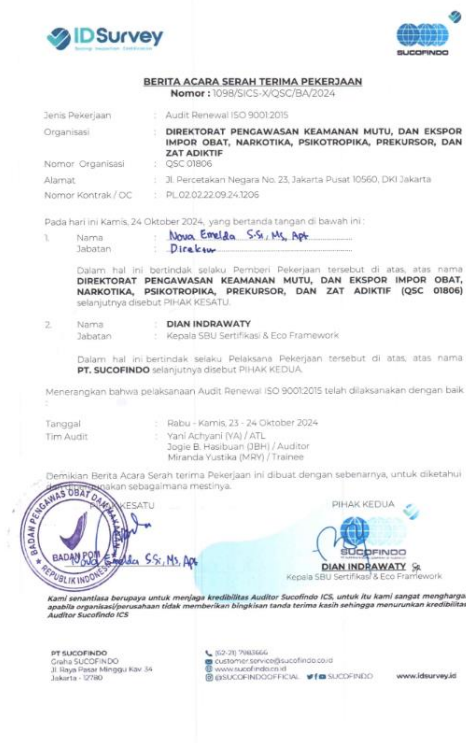 IDSurvey
SUCOFINDO
BERITA ACARA SERAH TERIMA PEKERJAAN
Nomor : 1098/SICS-X/QSC/BA/2024
Jenis Pekerjaan : Audit Renewal ISO 9001:2015
Organisasi : DIREKTORAT PENGAWASAN KEAMANAN MUTU, DAN EKSPOR
IMPOR OBAT, NARKOTIKA, PSIKOTROPIKA, PREKURSOR, DAN
ZAT ADIKTIF
Nomor Organisasi : QSC 01806
Alamat : Jl. Percetakan Negara No. 23, Jakarta Pusat 10560, DKI Jakarta
Nomor Kontrak / OC : PL.02.02.22.09.24.1206
Pada hari ini Kamis, 24 Oktober 2024, yang bertanda tangan di bawah ini :
1. Nama : Nova Emelda S.Si, Ms, Apt
Jabatan : Direktur
Dalam hal ini bertindak selaku Pemberi Pekerjaan tersebut di atas, atas nama
DIREKTORAT PENGAWASAN KEAMANAN MUTU, DAN EKSPOR IMPOR OBAT,
NARKOTIKA, PSIKOTROPIKA, PREKURSOR, DAN ZAT ADIKTIF (QSC 01806)
selanjutnya disebut PIHAK KESATU.
2. Nama : DIAN INDRAWATY
Jabatan : Kepala SBU Sertifikasi & Eco Framework
Dalam hal ini bertindak selaku Pelaksana Pekerjaan tersebut di atas, atas nama
PT. SUCOFINDO selanjutnya disebut PIHAK KEDUA.
Menerangkan bahwa pelaksanaan Audit Renewal ISO 9001:2015 telah dilaksanakan dengan baik
:
Tanggal : Rabu - Kamis, 23 - 24 Oktober 2024
Tim Audit : Yani Achyani (YA) / ATL
Jogie B. Hasibuan (JBH) / Auditor
Miranda Yustika (MRY) / Trainee
Demikian Berita Acara Serah terima Pekerjaan ini dibuat dengan sebenarnya, untuk diketahui
dan dipergunakan sebagaimana mestinya.
KESATU
PIHAK KEDUA
BADAN PENGAWAS OBAT DAN
BADAN POM
REPUBLIK INDONESIA
Nova Emelda S.Si, Ms, Apt
SUCOFINDO
DIAN INDRAWATY
Kepala SBU Sertifikasi & Eco Framework
Kami senantiasa berupaya untuk menjaga kredibilitas Auditor Sucofindo ICS, untuk itu kami sangat mengharga
apabila organisasi/perusahaan tidak memberikan bingkisan tanda terima kasih sehingga menurunkan kredibilitas
Auditor Sucofindo ICS
PT SUCOFINDO
Graha SUCOFINDO
Jl. Raya Pasar Minggu Kav. 34
Jakarta - 12780
(62-21) 7983666
customer.service@sucofindo.co.id
www.sucofindo.co.id
@SUCOFINDOOFFICIAL SUCOFINDO
www.idsurvey.id